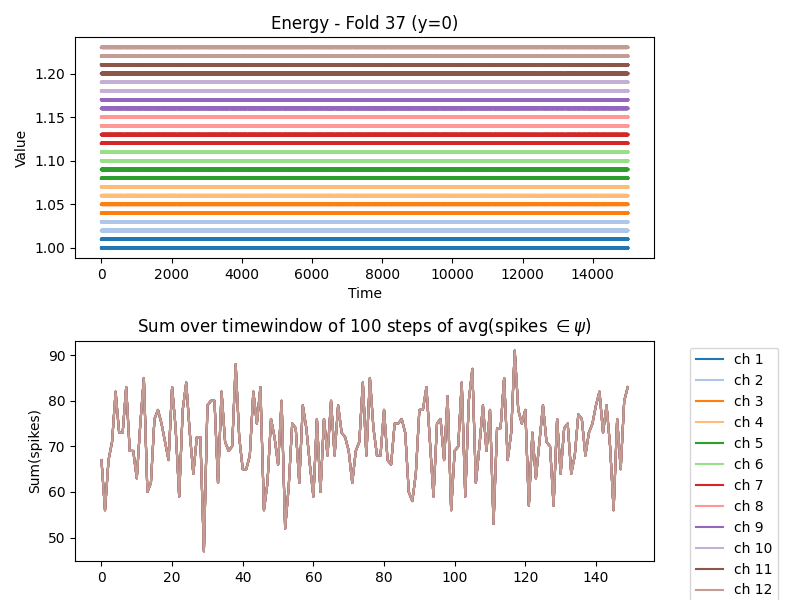 Energy - Fold 37 (y=0)
1.20
1.15
1.10
1.05
1.00
Value
0 2000 4000 6000 8000 10000 12000 14000
Time
Sum over timewindow of 100 steps of avg(spikes ∈ψ)
90
80
70
60
50
Sum(spikes)
0 20 40 60 80 100 120 140
ch 1
ch 2
ch 3
ch 4
ch 5
ch 6
ch 7
ch 8
ch 9
ch 10
ch 11
ch 12